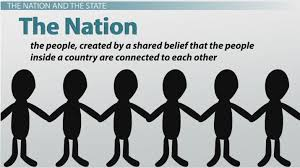 THE NATION AND THE STATE
The Nation
the people, created by a shared belief that the people
inside a country are connected to each other